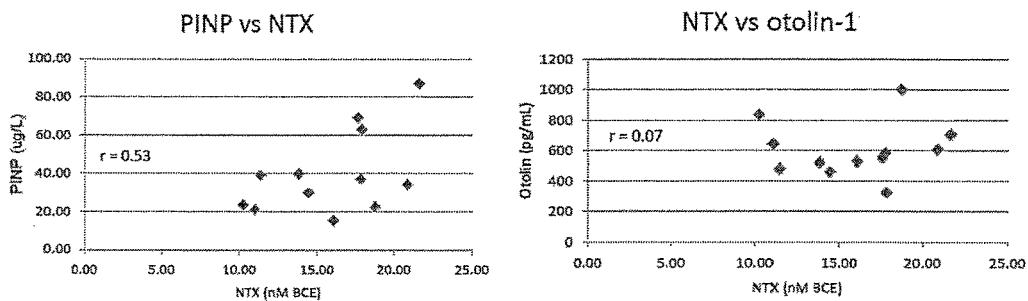 PINP vs NTX
PINP (ug/L)
100.00
80.00
60.00
40.00
20.00
0.00
r = 0.53
0.00 5.00 10.00 15.00 20.00 25.00
NTX (nM BCE)
NTX vs otolin-1
Otolin (pg/mL)
1200
1000
800
600
400
200
0
r = 0.07
0.00 5.00 10.00 15.00 20.00 25.00
NTX (nM BCE)